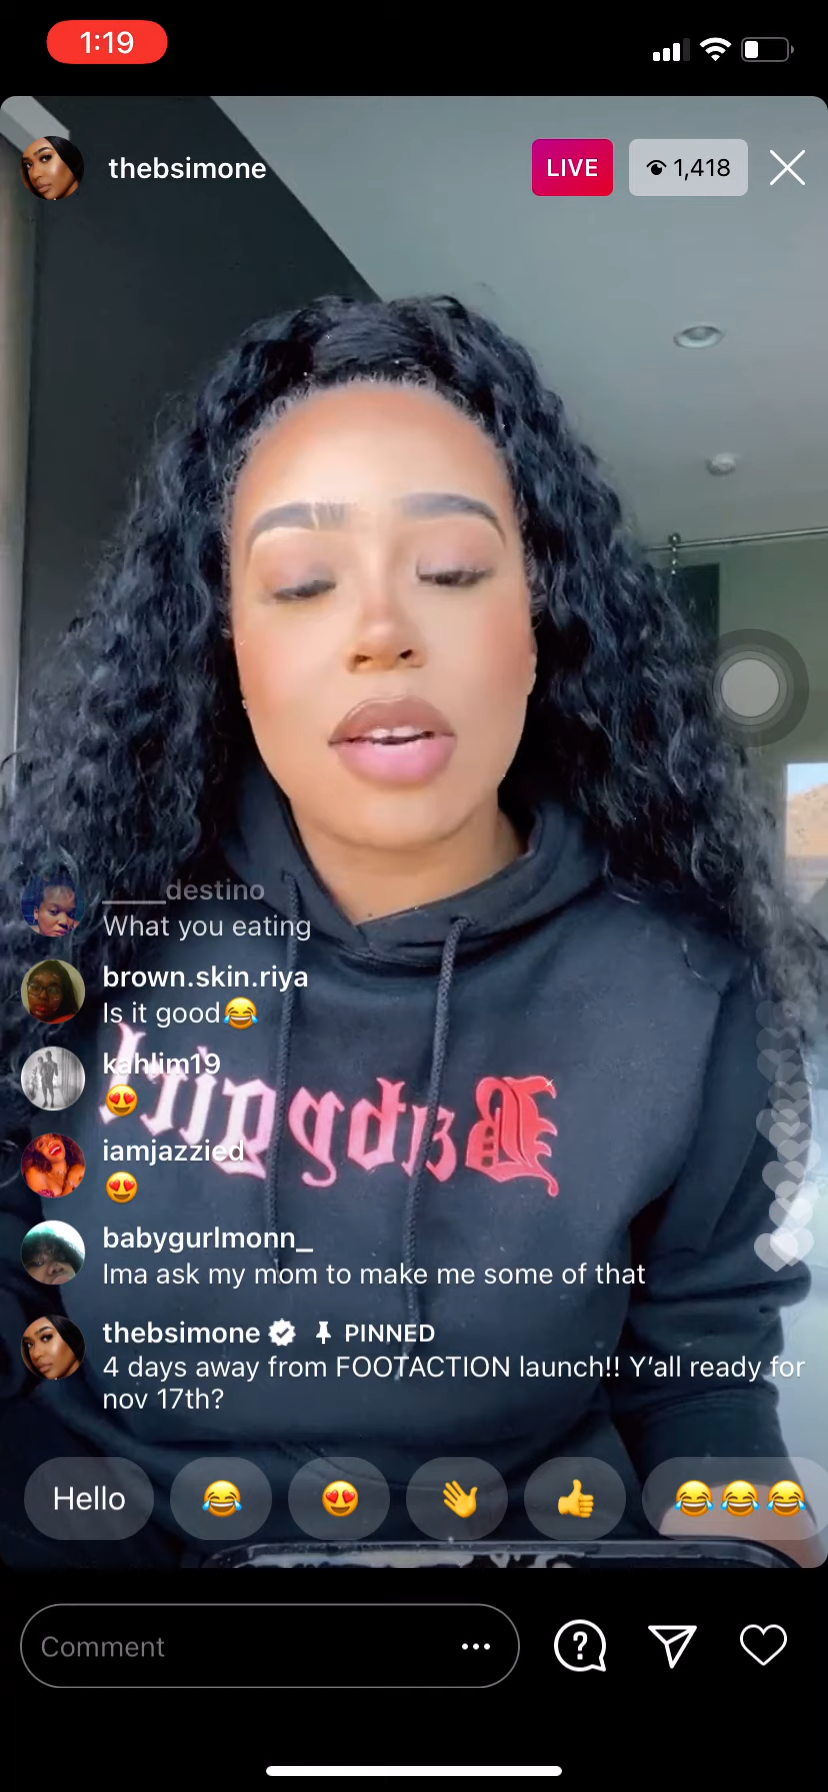 1:19
thebsimone
LIVE
1,418
____destino
What you eating
brown.skin.riya
Is it good😂
kahlim19
😍
iamjazzied
😍
babygurlmonn_
Ima ask my mom to make me some of that
thebsimone PINNED
4 days away from FOOTACTION launch!! Y’all ready for
nov 17th?
Hello 😂 😍 👋 👍 😂😂😂
Comment